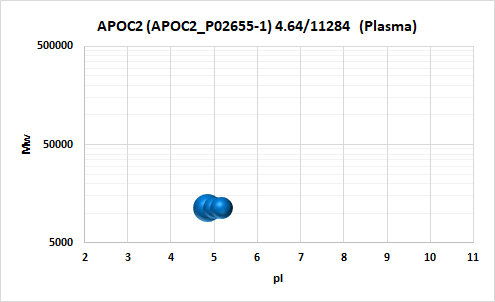 APOC2 (APOC2_P02655-1) 4.64/11284 (Plasma)
500000
50000
5000
Mw
2 3 4 5 6 7 8 9 10 11
pI